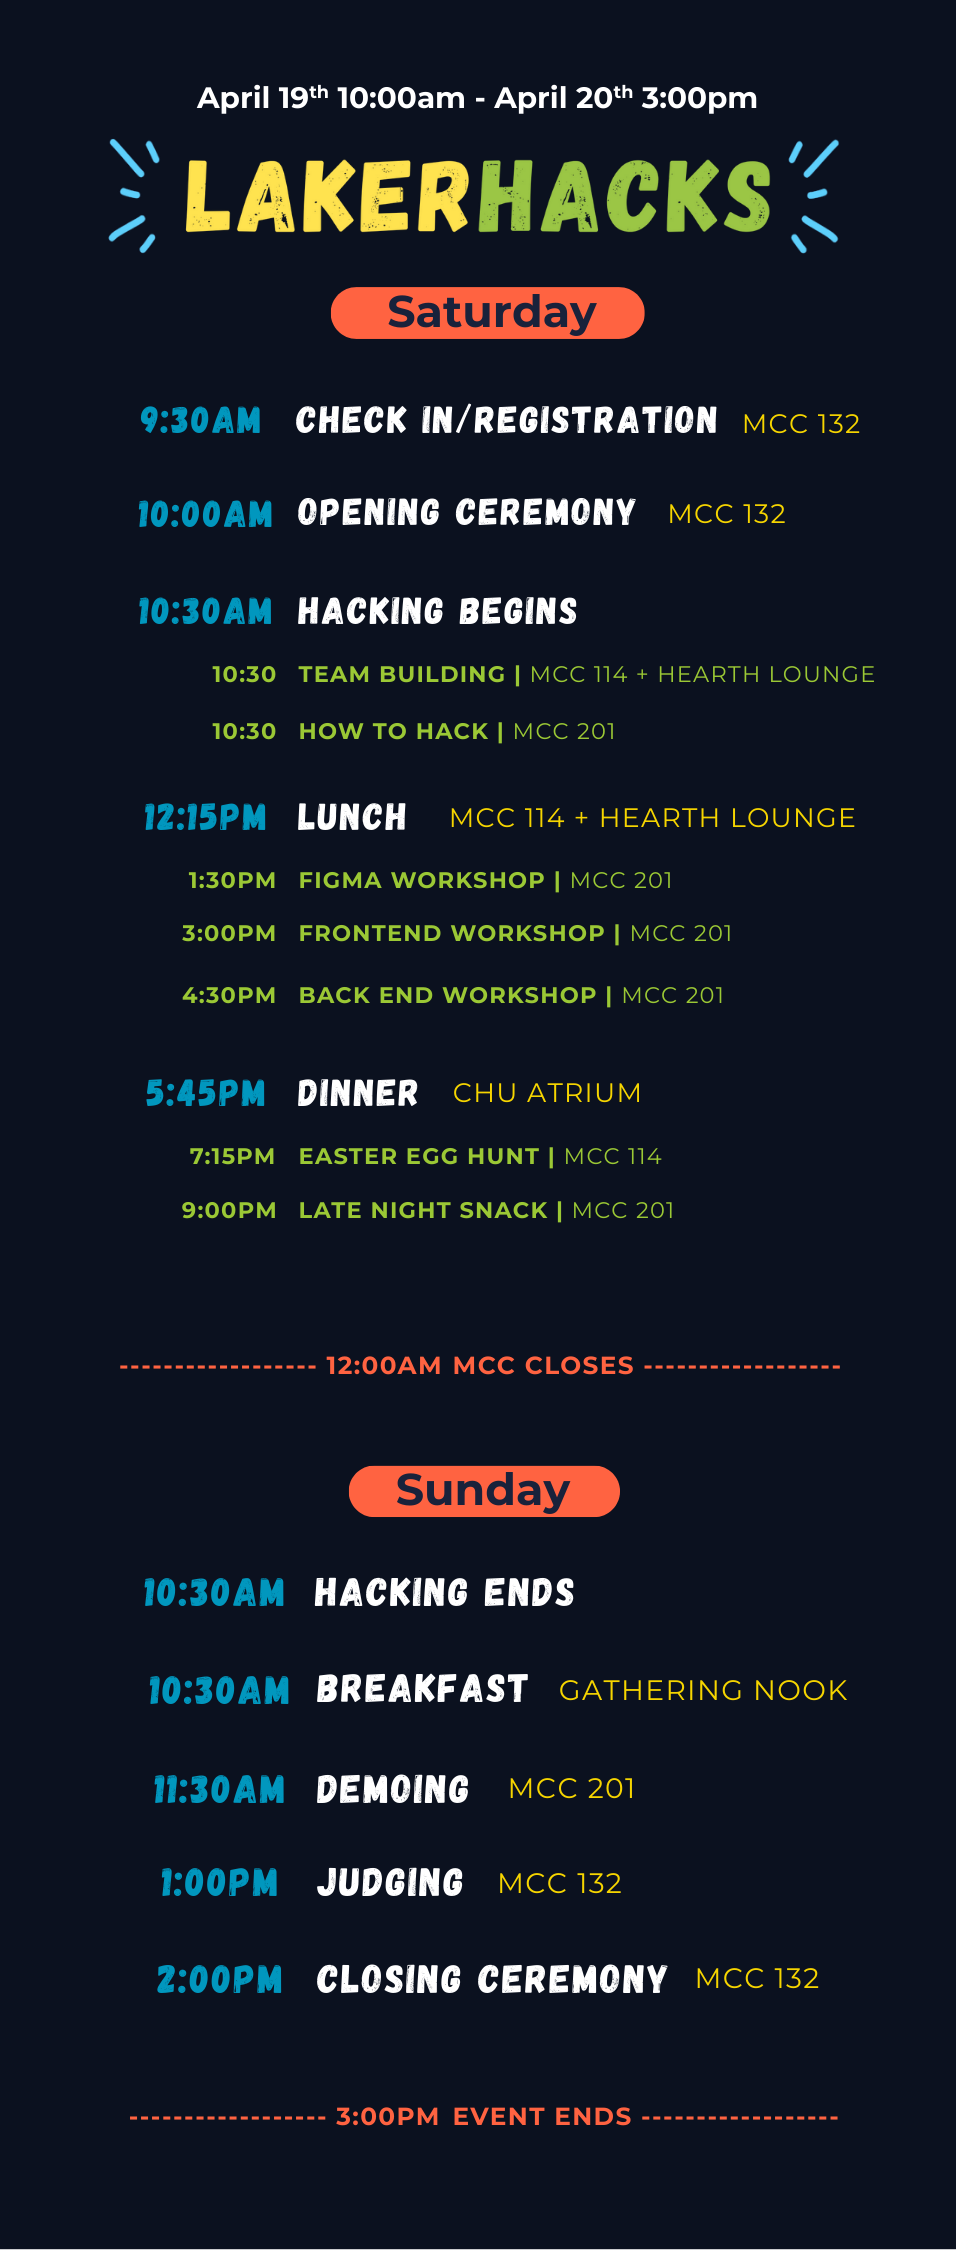 April 19th 10:00am - April 20th 3:00pm
LAKERHACKS
Saturday
9:30AM CHECK IN/REGISTRATION MCC 132
10:00AM OPENING CEREMONY MCC 132
10:30AM HACKING BEGINS
10:30 TEAM BUILDING | MCC 114 + HEARTH LOUNGE
10:30 HOW TO HACK | MCC 201
12:15PM LUNCH MCC 114 + HEARTH LOUNGE
1:30PM FIGMA WORKSHOP | MCC 201
3:00PM FRONTEND WORKSHOP | MCC 201
4:30PM BACK END WORKSHOP | MCC 201
5:45PM DINNER CHU ATRIUM
7:15PM EASTER EGG HUNT | MCC 114
9:00PM LATE NIGHT SNACK | MCC 201
------------------ 12:00AM MCC CLOSES ------------------
Sunday
10:30AM HACKING ENDS
10:30AM BREAKFAST GATHERING NOOK
11:30AM DEMOING MCC 201
1:00PM JUDGING MCC 132
2:00PM CLOSING CEREMONY MCC 132
------------------ 3:00PM EVENT ENDS ------------------